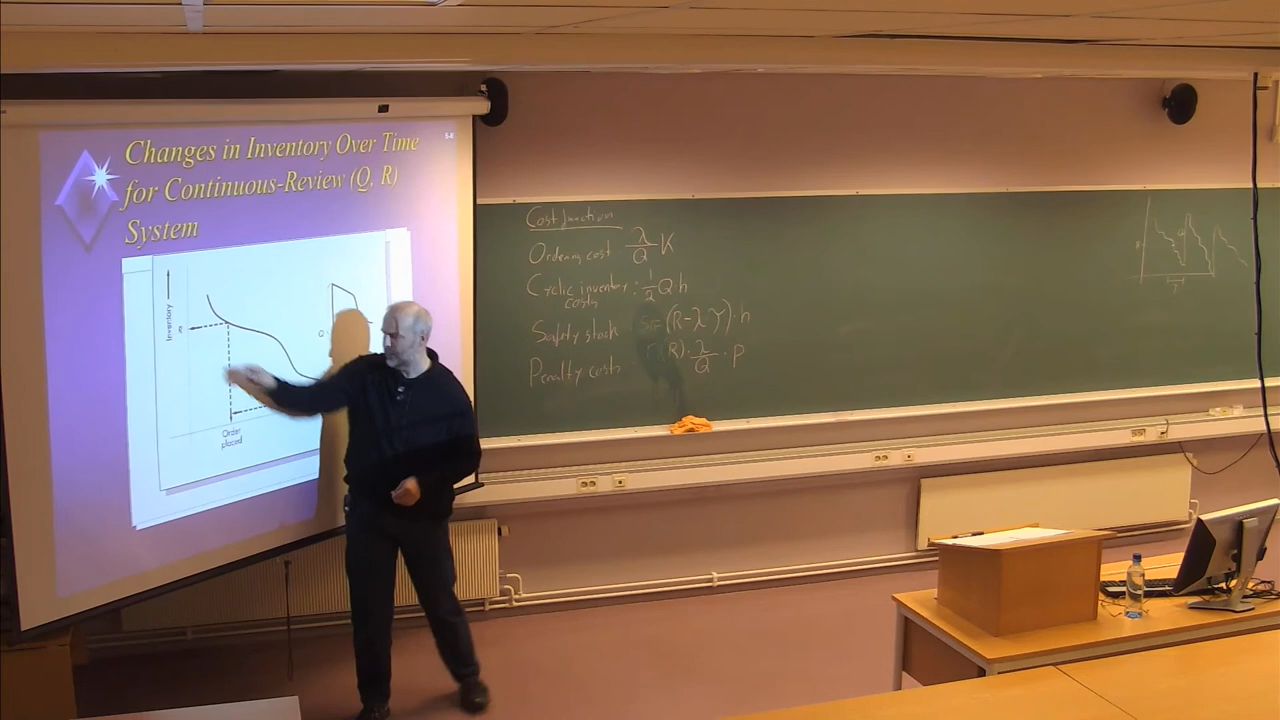 Changes in Inventory Over Time
for Continuous-Review (Q, R)
System
Inventory
Order
placed
Cost function
Ordering cost λ/Q K
Cyclic inventory : 1/2 Q·h
costs
Safety stock (R-λτ)·h
Penalty costs (R)·λ/Q·p